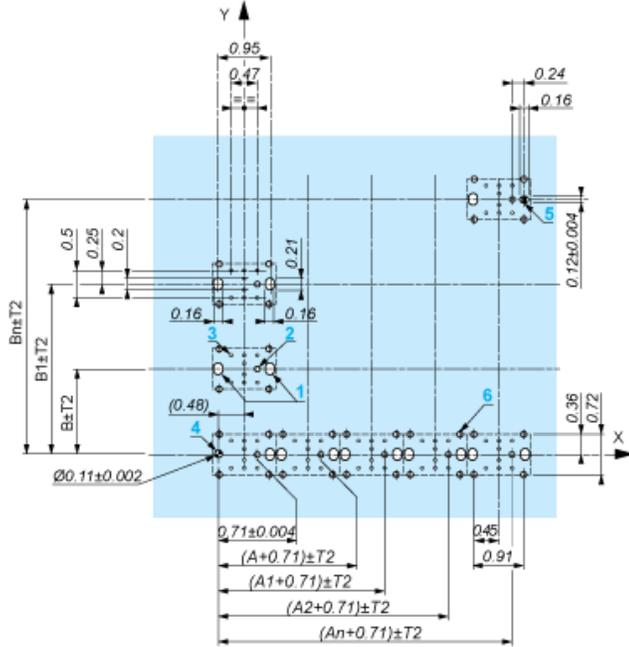 Y
0.95
0.47
= =
0.24
0.16
5
0.12±0.004
0.5
0.25
0.2
0.21
0.16
0.16
3
2
1
Bn±T2
B1±T2
B±T2
(0.48)
4
6
0.36
0.72
X
Ø0.11±0.002
0.71±0.004
0.45
0.91
(A+0.71)±T2
(A1+0.71)±T2
(A2+0.71)±T2
(An+0.71)±T2